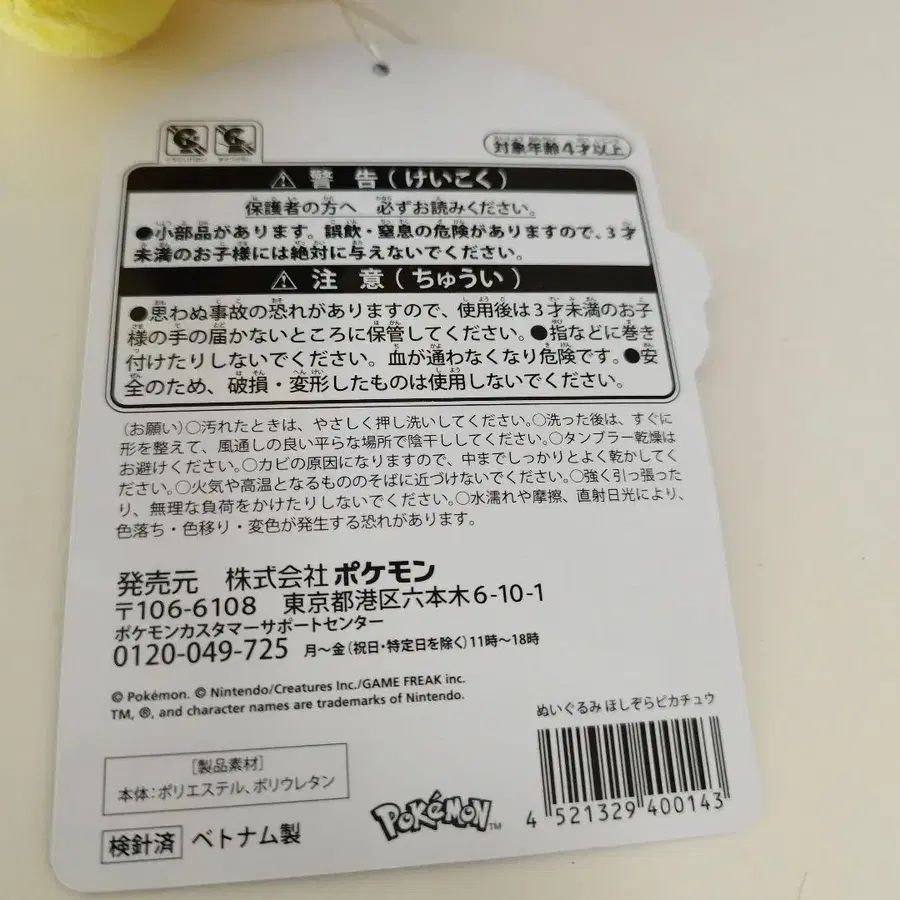 対象年齢4才以上
警告(けいこく)
保護者の方へ 必ずお読みください。
●小部品があります。誤飲・窒息の危険がありますので、3才
未満のお子様には絶対に与えないでください。
注意(ちゅうい)
●思わぬ事故の恐れがありますので、使用後は3才未満のお子
様の手の届かないところに保管してください。●指などに巻き
付けたりしないでください。血が通わなくなり危険です。●安
全のため、破損・変形したものは使用しないでください。
(お願い)○汚れたときは、やさしく押し洗いしてください。○洗った後は、すぐに
形を整えて、風通しの良い平らな場所で陰干ししてください。○タンブラー乾燥は
お避けください。○カビの原因になりますので、中までしっかりとよく乾かしてく
ださい。○火気や高温となるもののそばに近づけないでください。○強く引っ張った
り、無理な負荷をかけたりしないでください。○水濡れや摩擦、直射日光により、
色落ち・色移り・変色が発生する恐れがあります。
発売元 株式会社ポケモン
〒106-6108 東京都港区六本木6-10-1
ポケモンカスタマーサポートセンター
0120-049-725 月〜金(祝日・特定日を除く)11時〜18時
© Pokémon. © Nintendo/Creatures Inc./GAME FREAK inc.
TM, ®, and character names are trademarks of Nintendo.
ぬいぐるみ ほしぞらピカチュウ
[製品素材]
本体:ポリエステル、ポリウレタン
POKéMON™
4 521329 400143
検針済 ベトナム製